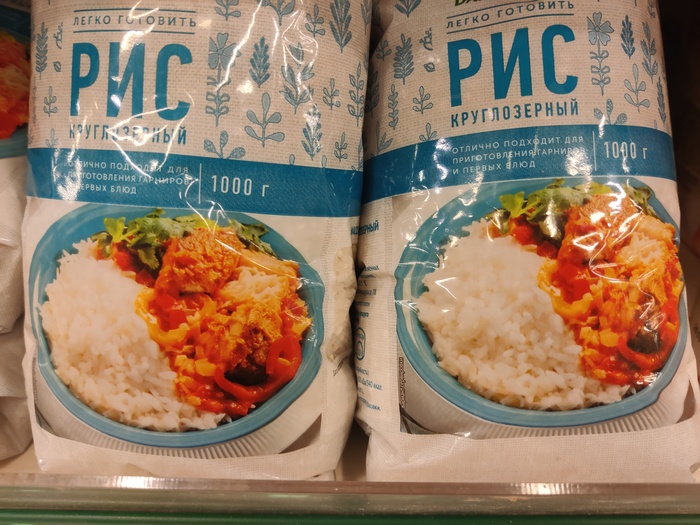 ЛЕГКО ГОТОВИТЬ
РИС
КРУГЛОЗЕРНЫЙ
ОТЛИЧНО ПОДХОДИТ ДЛЯ
ПРИГОТОВЛЕНИЯ ГАРНИРОВ
И ПЕРВЫХ БЛЮД
1000 г
ЛЕГКО ГОТОВИТЬ
РИС
КРУГЛОЗЕРНЫЙ
ОТЛИЧНО ПОДХОДИТ ДЛЯ
ПРИГОТОВЛЕНИЯ ГАРНИРОВ
И ПЕРВЫХ БЛЮД
1000 г